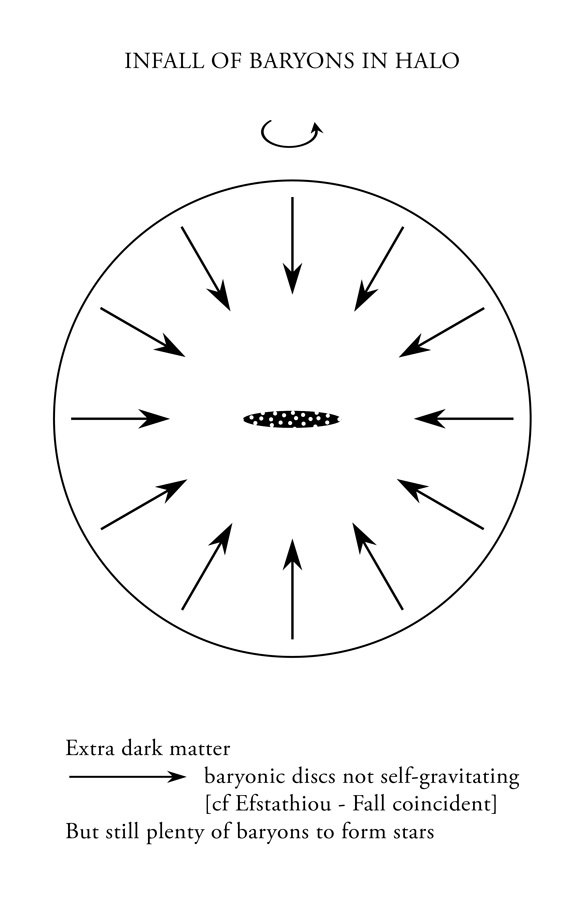 INFALL OF BARYONS IN HALO
Extra dark matter
baryonic discs not self-gravitating
[cf Efstathiou - Fall coincident]
But still plenty of baryons to form stars